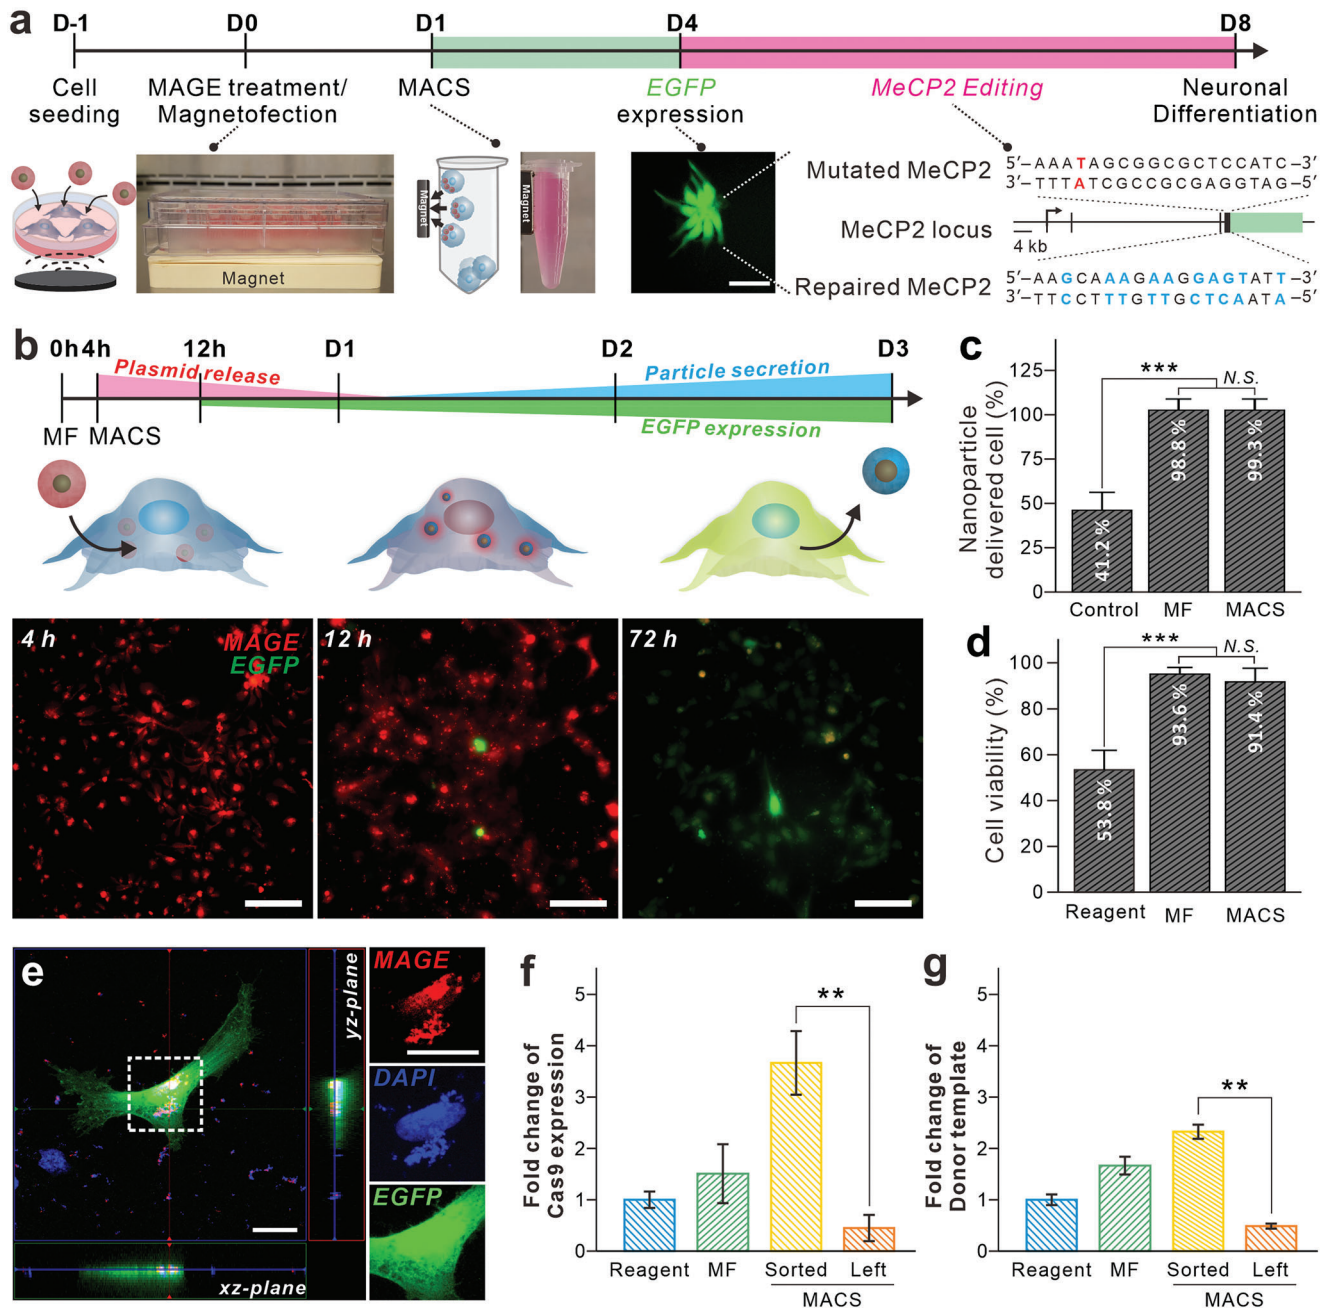 a
D-1
D0
D1
D4
D8
Cell
seeding
MAGE treatment/
Magnetofection
MACS
EGFP
expression
MeCP2 Editing
Neuronal
Differentiation
Magnet
Magnet
Magnet
Mutated MeCP2
5′–AAATAGCGGCGCTCCATC–3′
3′–TTTATCGCCGCGAGGTAG–5′
MeCP2 locus
4 kb
Repaired MeCP2
5′–AAGCAAAGAAGGAGTATT–3′
3′–TTCCTTTGTTGCTCAATA–5′
b
0h
4h
12h
D1
D2
D3
Plasmid release
Particle secretion
EGFP expression
MF
MACS
4 h
MAGE
EGFP
12 h
72 h
c
Nanoparticle
delivered cell (%)
125
100
75
50
25
0
***
N.S.
41.2 %
98.8 %
99.3 %
Control
MF
MACS
d
Cell viability (%)
100
80
60
40
20
0
***
N.S.
53.8 %
93.6 %
91.4 %
Reagent
MF
MACS
e
yz-plane
xz-plane
MAGE
DAPI
EGFP
f
Fold change of
Cas9 expression
5
4
3
2
1
0
**
Reagent
MF
Sorted
Left
MACS
g
Fold change of
Donor template
5
4
3
2
1
0
**
Reagent
MF
Sorted
Left
MACS